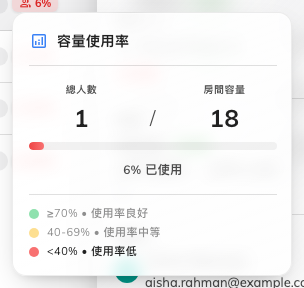 6%
容量使用率
總人數
房間容量
1 / 18
6% 已使用
≥70% • 使用率良好
40-69% • 使用率中等
<40% • 使用率低
aisha.rahman@example.c